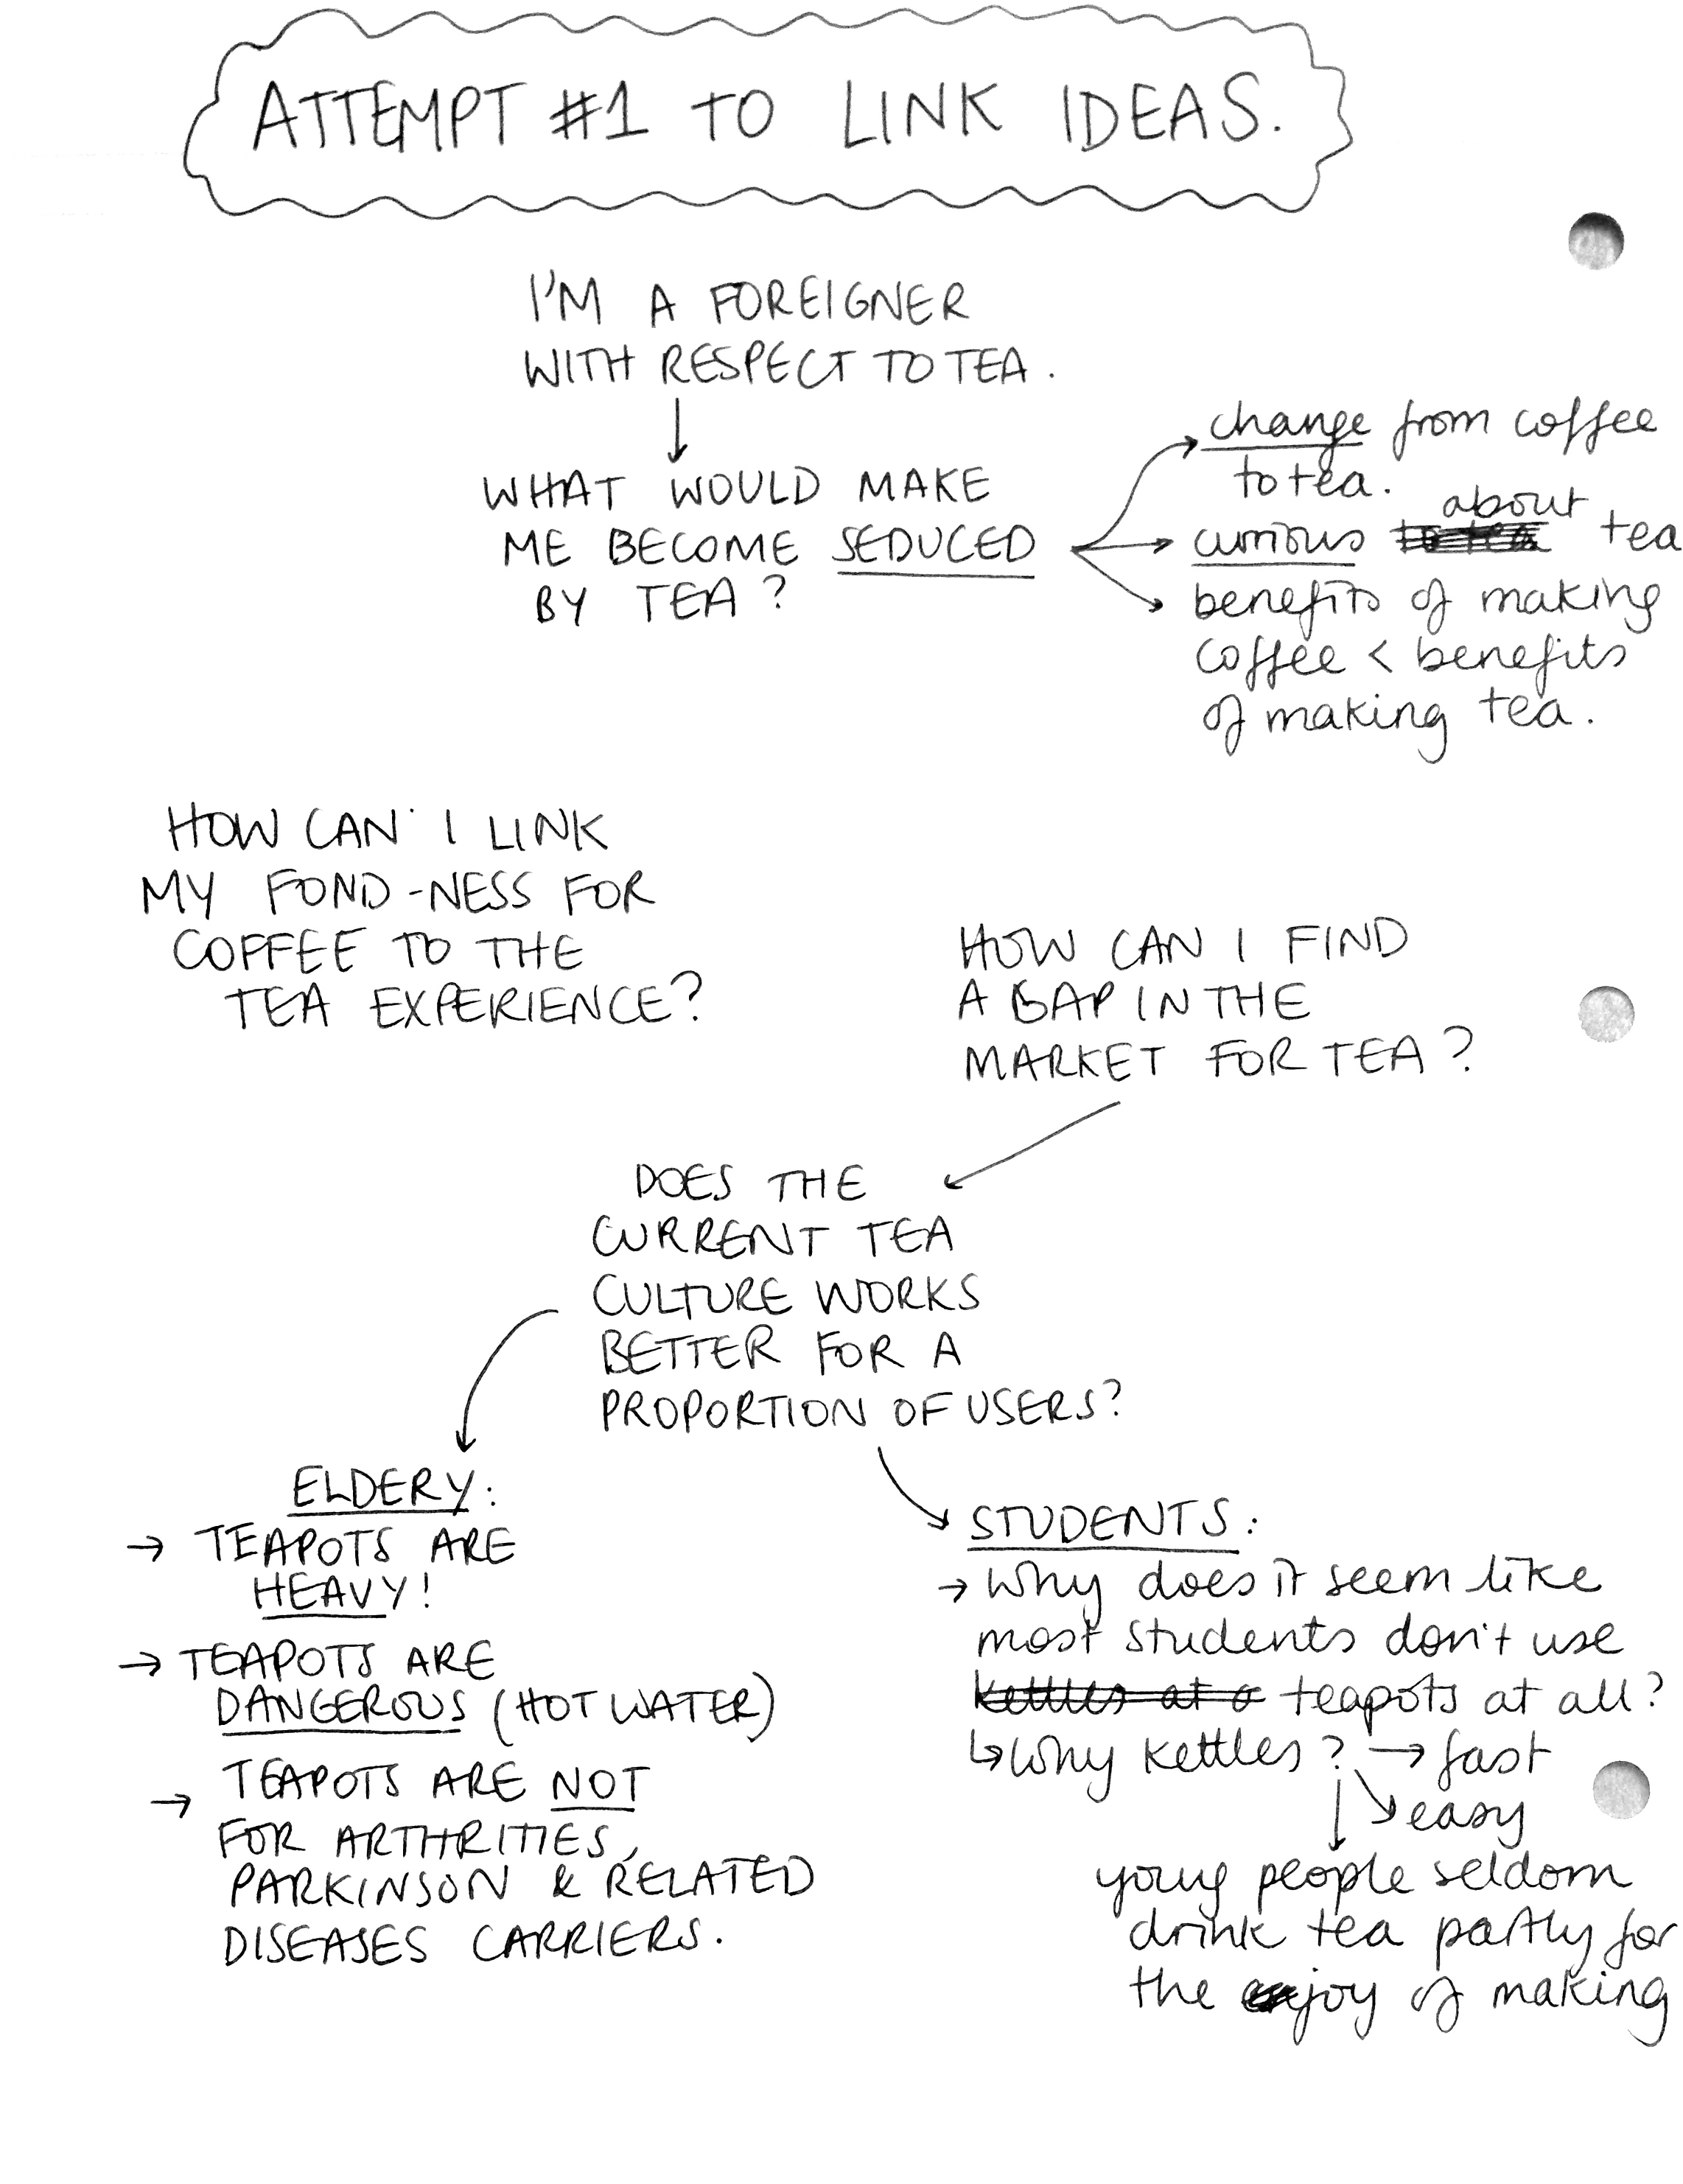 ATTEMPT #1 TO LINK IDEAS.
I'M A FOREIGNER
WITH RESPECT TO TEA.
WHAT WOULD MAKE
ME BECOME SEDUCED
BY TEA?
change from coffee
to tea.
about
curious to tea tea
benefits of making
coffee < benefits
of making tea.
HOW CAN I LINK
MY FOND-NESS FOR
COFFEE TO THE
TEA EXPERIENCE?
HOW CAN I FIND
A GAP IN THE
MARKET FOR TEA?
DOES THE
CURRENT TEA
CULTURE WORKS
BETTER FOR A
PROPORTION OF USERS?
ELDERY:
→ TEAPOTS ARE
HEAVY!
→ TEAPOTS ARE
DANGEROUS (HOT WATER)
→ TEAPOTS ARE NOT
FOR ARTHRITIES,
PARKINSON & RELATED
DISEASES CARRIERS.
STUDENTS:
→ Why does it seem like
most students don't use
kettles at a teapots at all?
↳ Why kettles? → fast
easy
young people seldom
drink tea partly for
the joy of making